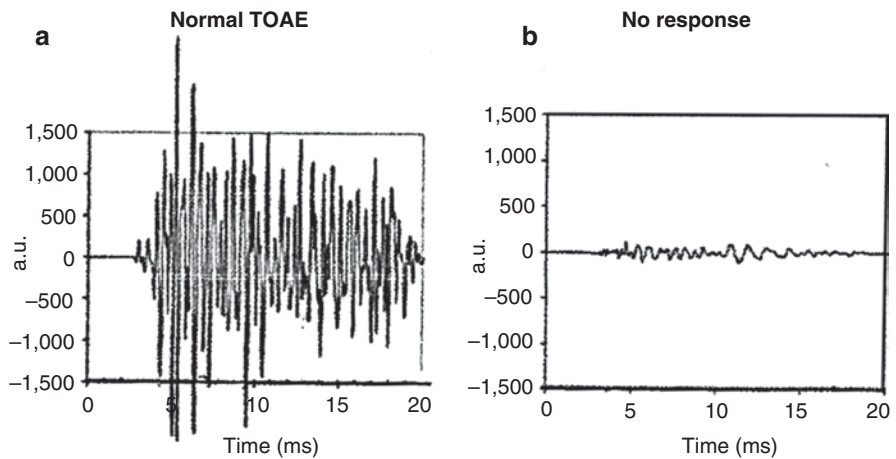 a
Normal TOAE
1,500
1,000
500
0
–500
–1,000
–1,500
a.u.
0 5 10 15 20
Time (ms)
b
No response
1,500
1,000
500
0
–500
–1,000
–1,500
a.u.
0 5 10 15 20
Time (ms)